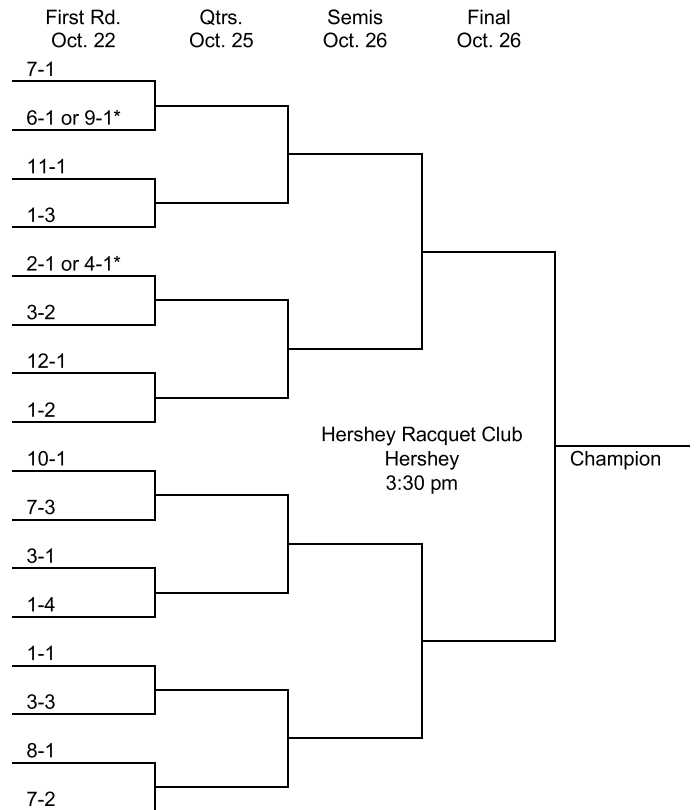 First Rd. Qtrs. Semis Final
Oct. 22 Oct. 25 Oct. 26 Oct. 26
7-1
6-1 or 9-1*
11-1
1-3
2-1 or 4-1*
3-2
12-1
1-2
Hershey Racquet Club
10-1 Hershey Champion
3:30 pm
7-3
3-1
1-4
1-1
3-3
8-1
7-2